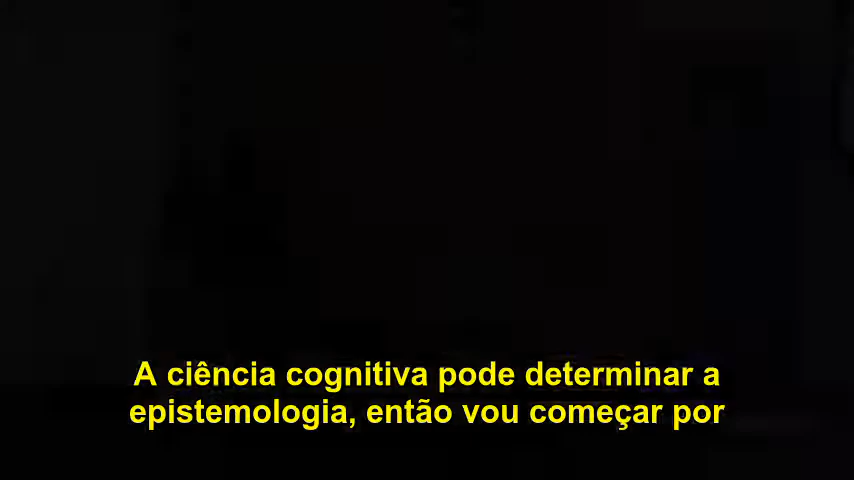 A ciência cognitiva pode determinar a
epistemologia, então vou começar por